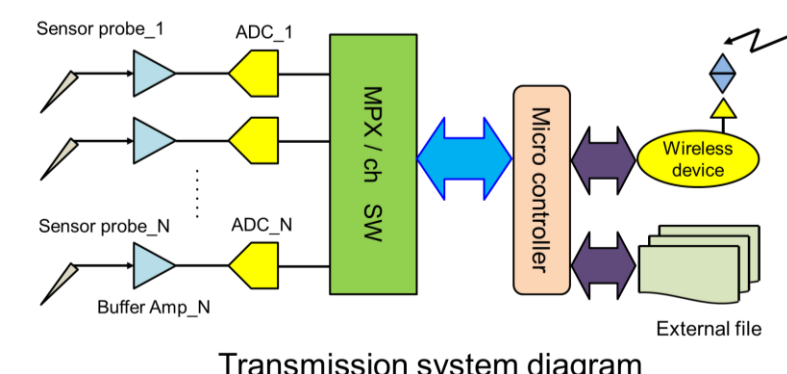 Sensor probe_1
ADC_1
MPX / ch SW
Micro controller
Wireless
device
Sensor probe_N
ADC_N
Buffer Amp_N
External file
Transmission system diagram